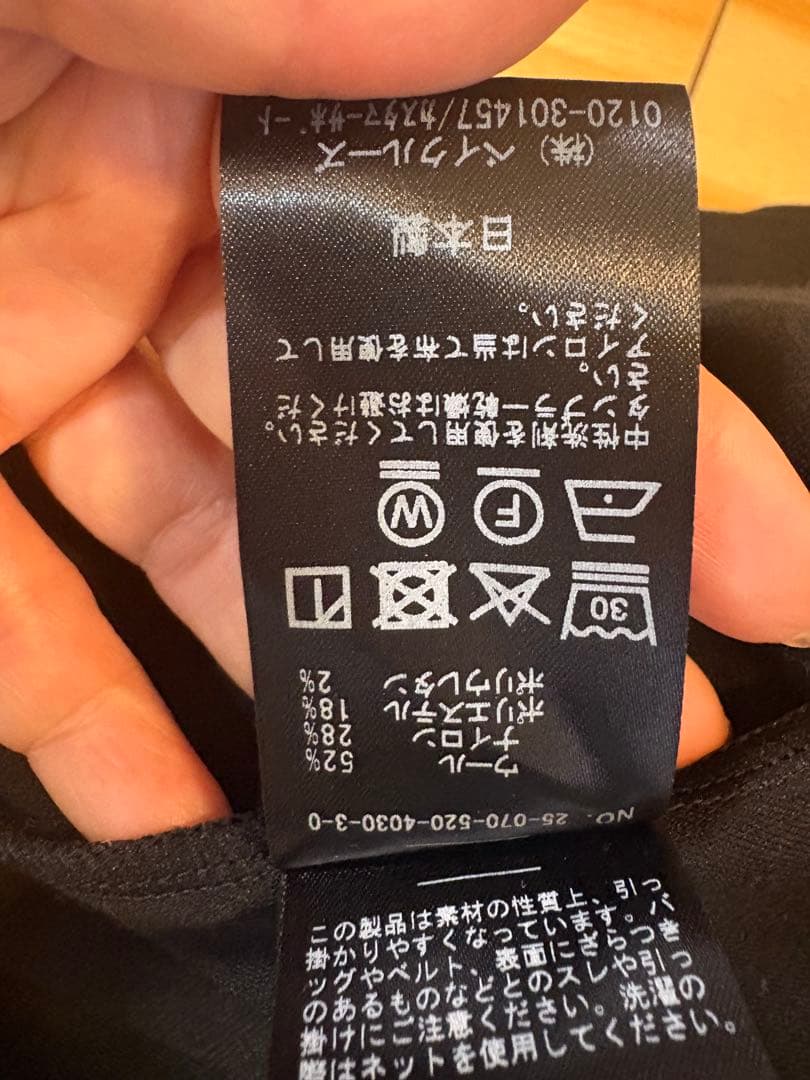 NO. 25-070-520-4030-3-0
ウール 52%
ナイロン 28%
ポリエステル 18%
ポリウレタン 2%
30
F W
中性洗剤を使用してください。
タンブラー乾燥はお避けくだ
さい。
アイロンは当て布を使用して
ください。
日本製
(株) ベイクルーズ
0120-301457/カスタマーサポート
この製品は素材の性質上、引っ
掛かりやすくなっています。バ
ッグやベルト、表面にざらつき
のあるものなどとのスレや引っ
掛けにご注意ください。洗濯の
際はネットを使用してください。